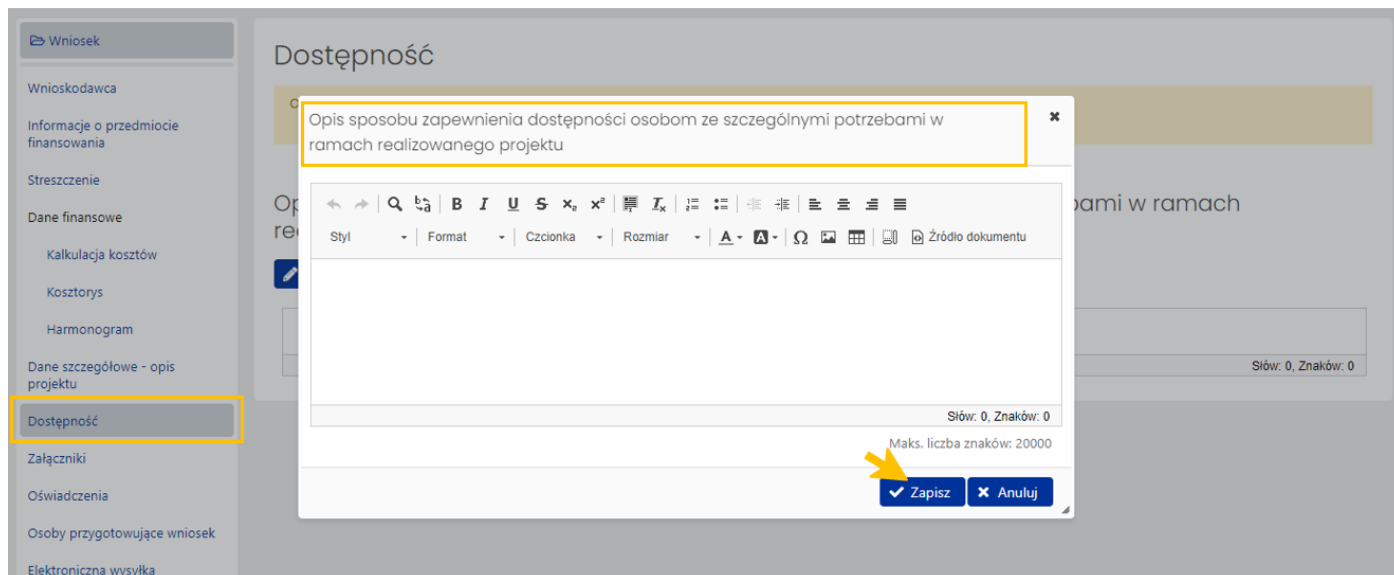 Wniosek
Wnioskodawca
Informacje o przedmiocie
finansowania
Streszczenie
Dane finansowe
Kalkulacja kosztów
Kosztorys
Harmonogram
Dane szczegółowe - opis
projektu
Dostępność
Załączniki
Oświadczenia
Osoby przygotowujące wniosek
Elektroniczna wysyłka
Dostępność
Opis sposobu zapewnienia dostępności osobom ze szczególnymi potrzebami w
ramach realizowanego projektu
w ramach
Styl Format Czcionka Rozmiar Źródło dokumentu
Słów: 0, Znaków: 0
Maks. liczba znaków: 20000
Zapisz Anuluj
Słów: 0, Znaków: 0